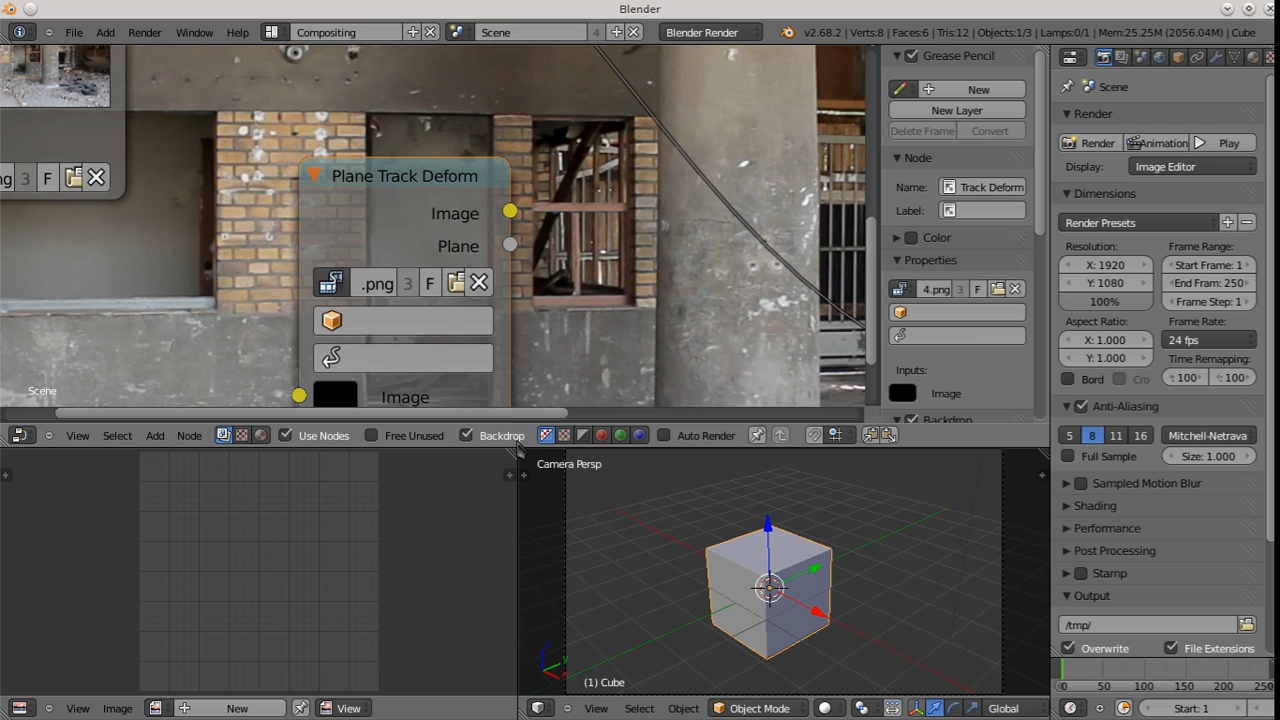 Blender
File Add Render Window Help Compositing Scene 4 Blender Render v2.68.2 | Verts:8 | Faces:6 | Tris:12 | Objects:1/3 | Lamps:0/1 | Mem:25.25M (2056.04M) | Cube
Plane Track Deform
Image
Plane
.png 3 F
Image
ng F
Scene
Grease Pencil
New
New Layer
Delete Frame Convert
Node
Name: Track Deform
Label:
Color
Properties
4.png 3 F
Inputs:
Image
Backdrop
Scene
Render
Render Animation Play
Display: Image Editor
Dimensions
Render Presets
Resolution: Frame Range:
X: 1920 Start Frame: 1
Y: 1080 End Fram: 250
100% Frame Step: 1
Aspect Ratio: Frame Rate:
X: 1.000 24 fps
Y: 1.000 Time Remapping:
Bord Cro :100 :100
Anti-Aliasing
5 8 11 16 Mitchell-Netrava
Full Sample Size: 1.000
Sampled Motion Blur
Shading
Performance
Post Processing
Stamp
Output
/tmp/
Overwrite File Extensions
0 50 100 150 200 250
Start: 1
View Select Add Node Use Nodes Free Unused Backdrop Auto Render
Camera Persp
z
y
x
(1) Cube
View Image New View
View Select Object Object Mode Global